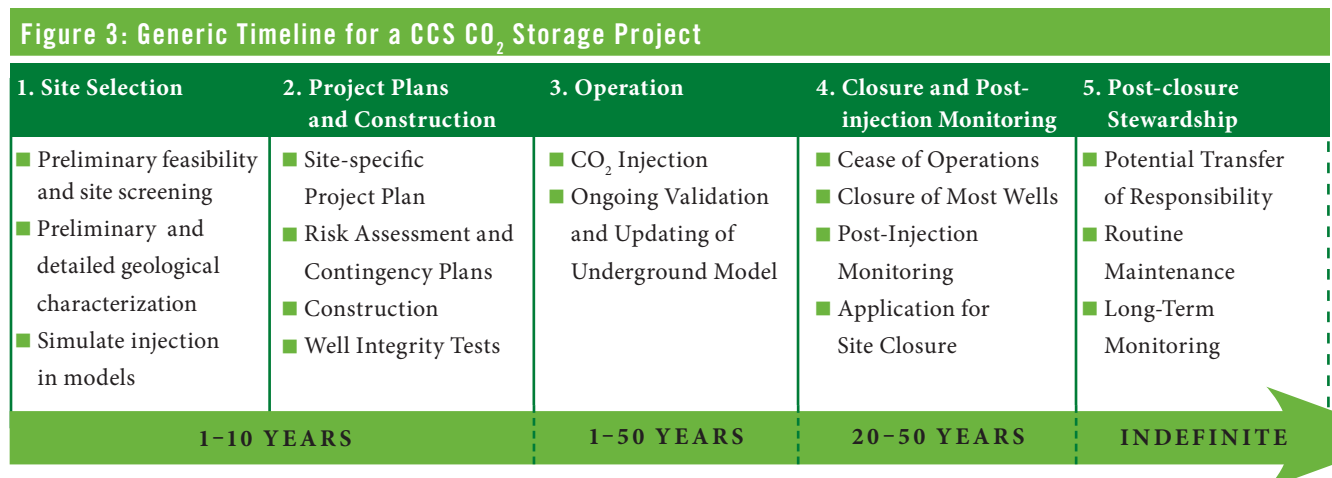 Figure 3: Generic Timeline for a CCS CO₂ Storage Project
1. Site Selection
■ Preliminary feasibility
and site screening
■ Preliminary and
detailed geological
characterization
■ Simulate injection
in models
2. Project Plans
and Construction
■ Site-specific
Project Plan
■ Risk Assessment and
Contingency Plans
■ Construction
■ Well Integrity Tests
3. Operation
■ CO₂ Injection
■ Ongoing Validation
and Updating of
Underground Model
4. Closure and Post-
injection Monitoring
■ Cease of Operations
■ Closure of Most Wells
■ Post-Injection
Monitoring
■ Application for
Site Closure
5. Post-closure
Stewardship
■ Potential Transfer
of Responsibility
■ Routine
Maintenance
■ Long-Term
Monitoring
1–10 YEARS
1–50 YEARS
20–50 YEARS
INDEFINITE